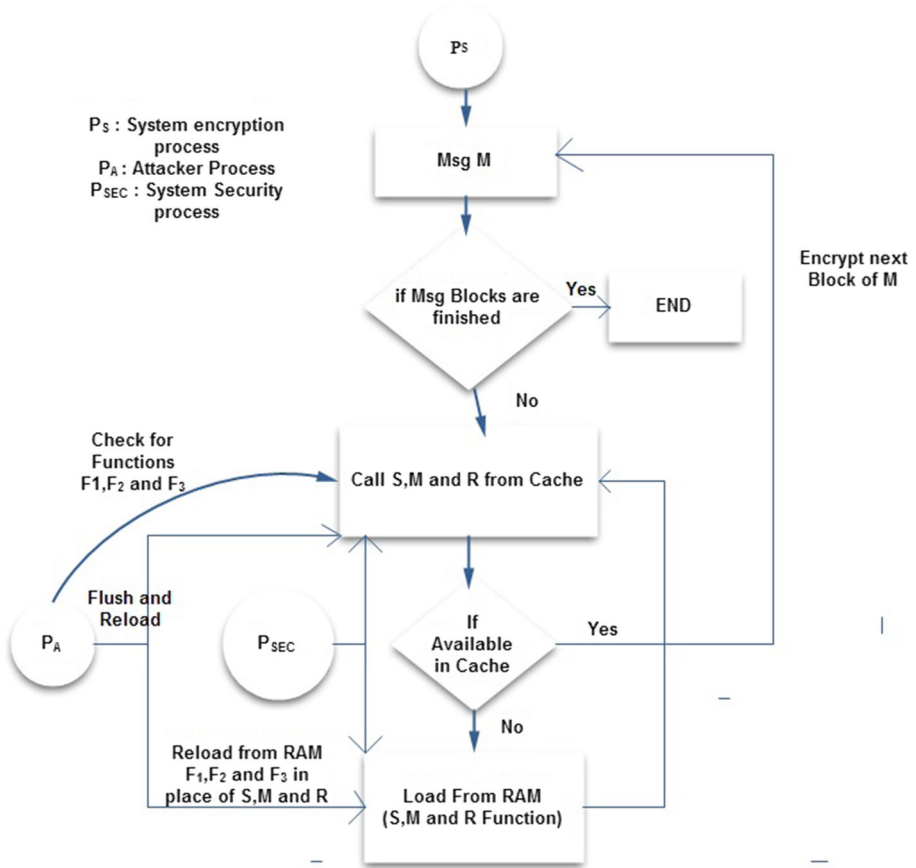 PS
PS : System encryption
process
PA : Attacker Process
PSEC : System Security
process
Msg M
Encrypt next
Block of M
if Msg Blocks are
finished
Yes
END
No
Check for
Functions
F1,F2 and F3
Call S,M and R from Cache
Flush and
Reload
PA
PSEC
If
Available
in Cache
Yes
No
Reload from RAM
F1,F2 and F3 in
place of S,M and R
Load From RAM
(S,M and R Function)